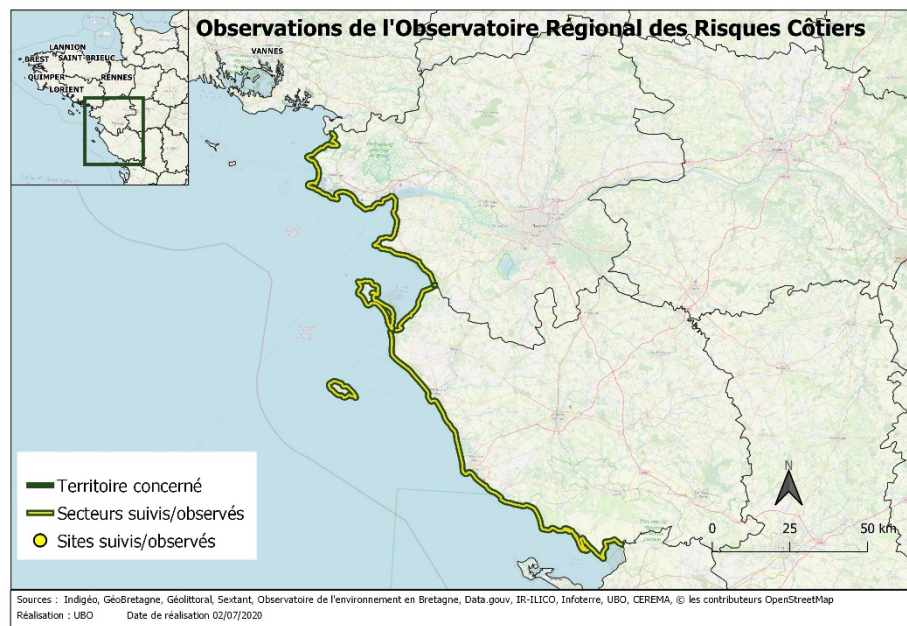 Observations de l'Observatoire Régional des Risques Côtiers
LANNION
BREST
SAINT-BRIEUC
QUIMPER
RENNES
LORIENT
VANNES
Territoire concerné
Secteurs suivis/observés
Sites suivis/observés
N
0 25 50 km
Sources : Indigéo, GéoBretagne, Géolittoral, Sextant, Observatoire de l'environnement en Bretagne, Data.gouv, IR-ILICO, Infoterre, UBO, CEREMA, © les contributeurs OpenStreetMap
Réalisation : UBO Date de réalisation 02/07/2020